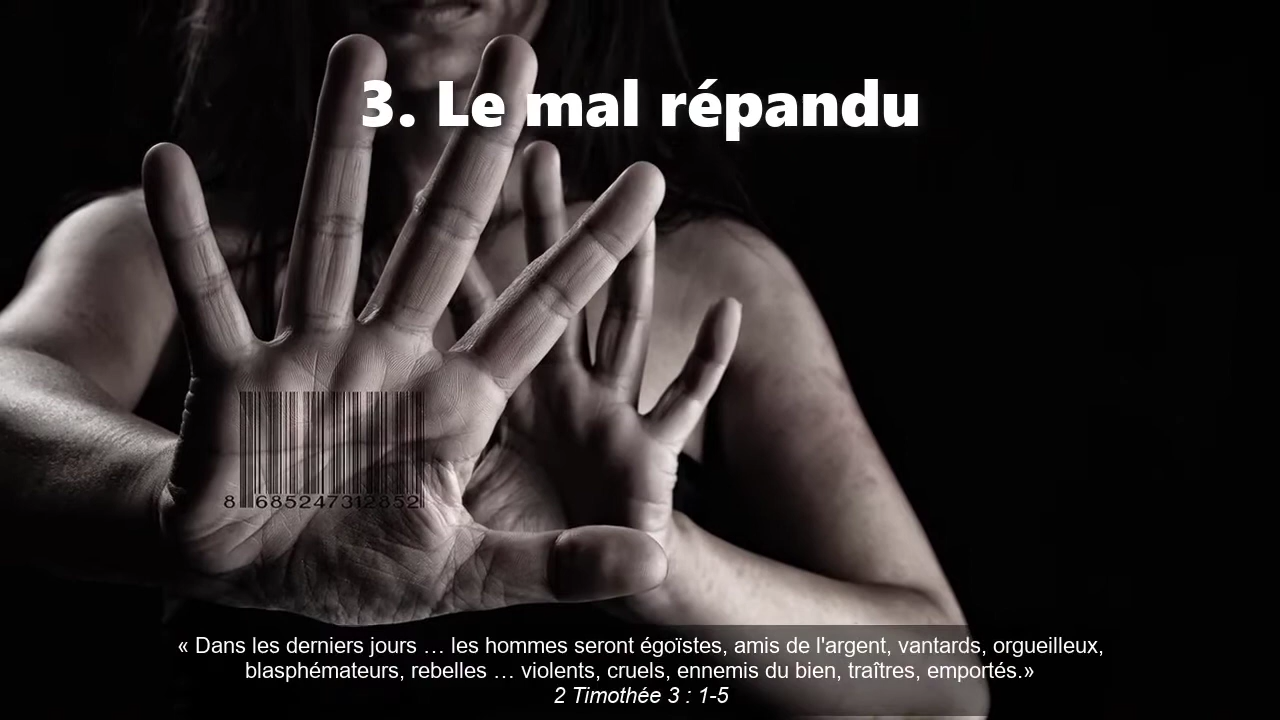 3. Le mal répandu
8 685247312852
« Dans les derniers jours … les hommes seront égoïstes, amis de l'argent, vantards, orgueilleux,
blasphémateurs, rebelles … violents, cruels, ennemis du bien, traîtres, emportés.»
2 Timothée 3 : 1-5